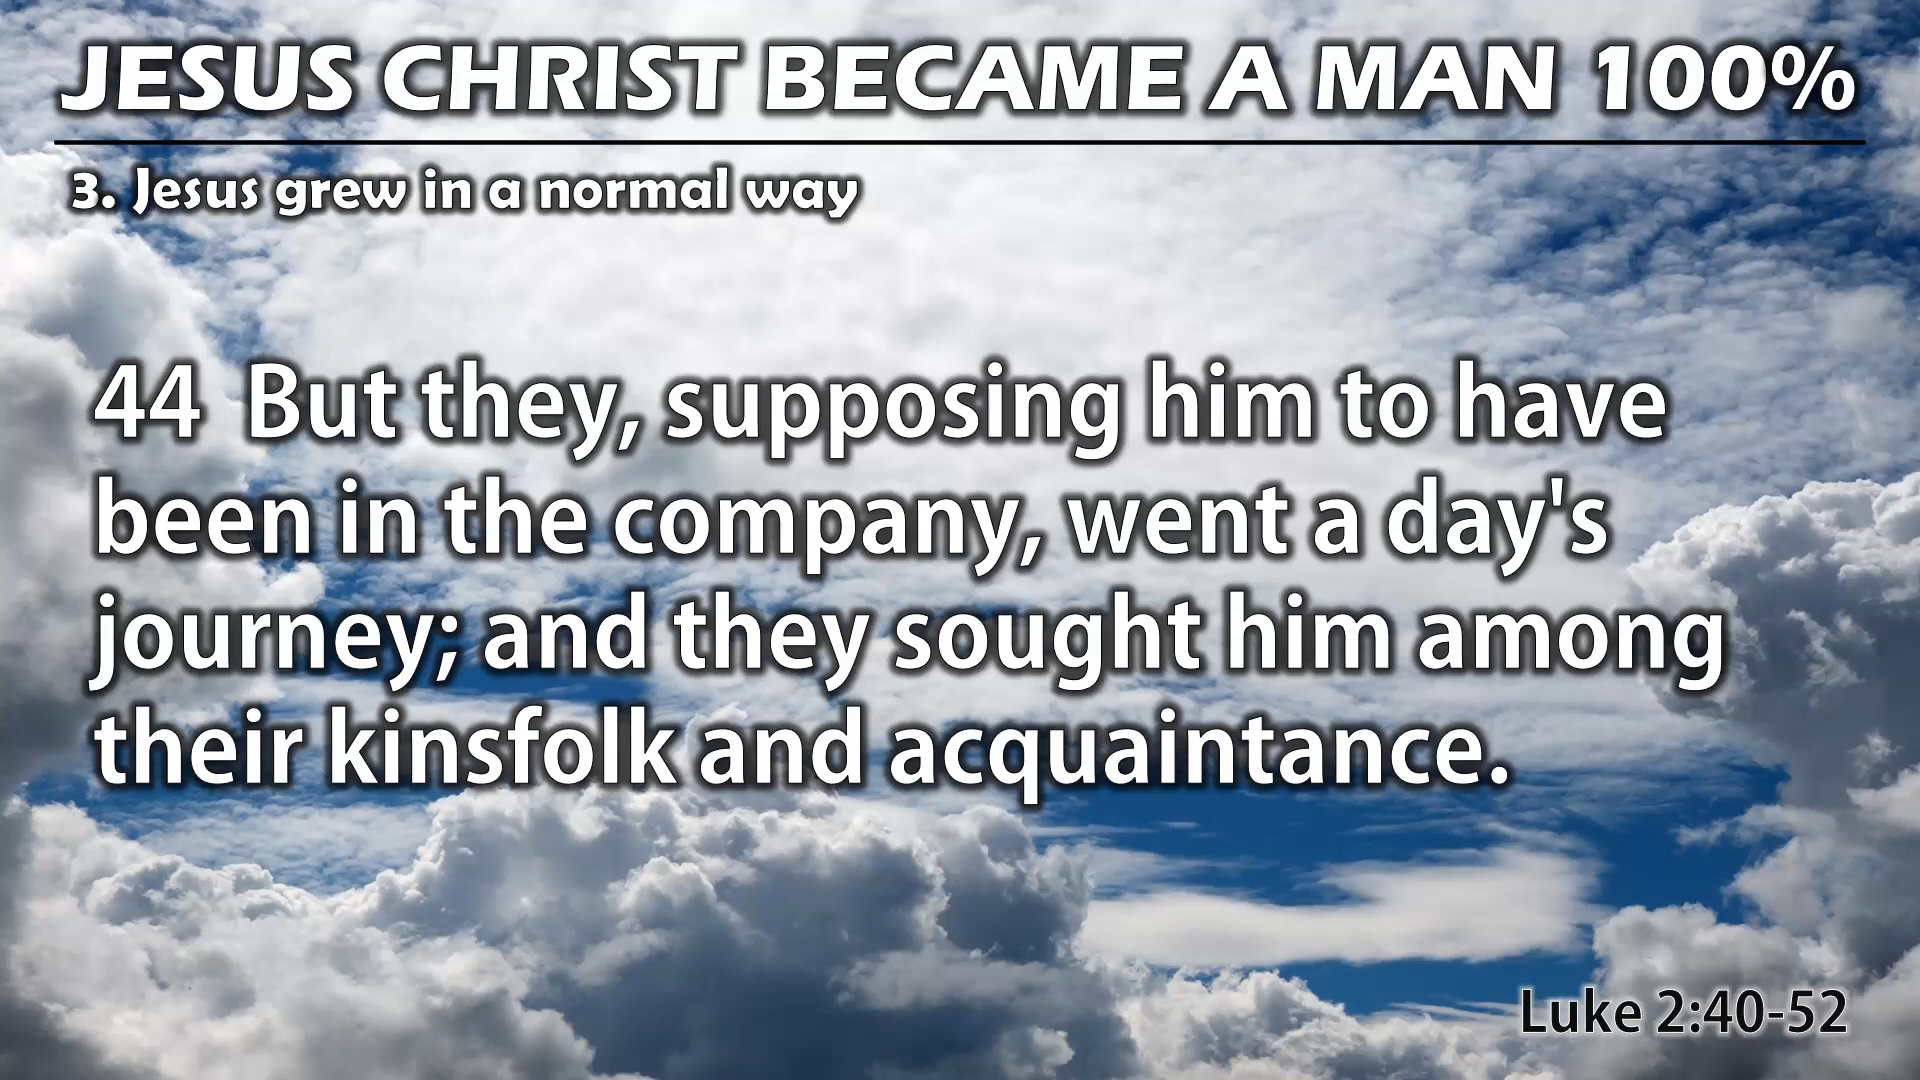 JESUS CHRIST BECAME A MAN 100%
3. Jesus grew in a normal way
44  But they, supposing him to have
been in the company, went a day's
journey; and they sought him among
their kinsfolk and acquaintance.
Luke 2:40-52